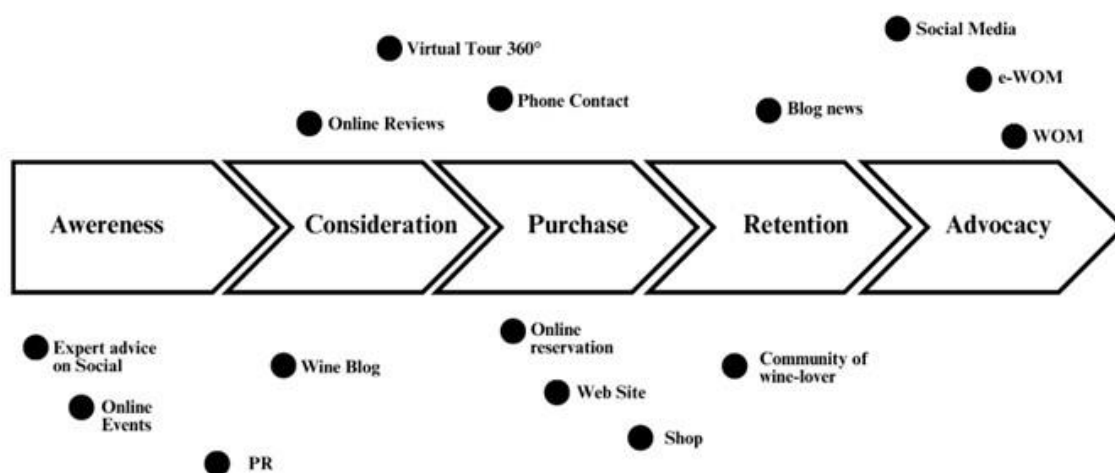 Social Media
Virtual Tour 360°
e-WOM
Phone Contact
Blog news
Online Reviews
WOM
Awereness
Consideration
Purchase
Retention
Advocacy
Expert advice
on Social
Online
Events
PR
Wine Blog
Online
reservation
Web Site
Shop
Community of
wine-lover